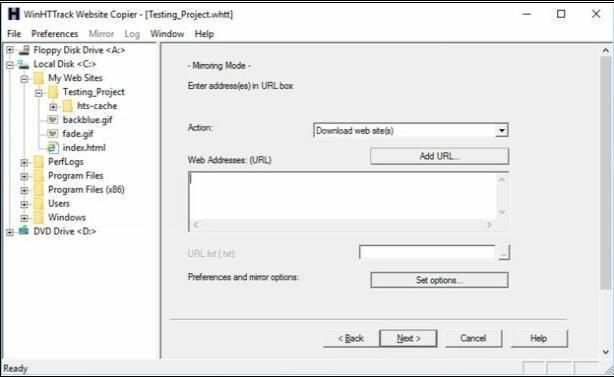 WinHTTrack Website Copier - [Testing_Project.whtt]
File Preferences Mirror Log Window Help
Floppy Disk Drive <A:>
Local Disk <C:>
My Web Sites
Testing_Project
hts-cache
backblue.gif
fade.gif
index.html
PerfLogs
Program Files
Program Files (x86)
Users
Windows
DVD Drive <D:>
- Mirroring Mode -
Enter address(es) in URL box
Action: Download web site(s)
Web Addresses: (URL) Add URL...
URL list (.txt): ...
Preferences and mirror options: Set options...
< Back Next > Cancel Help
Ready